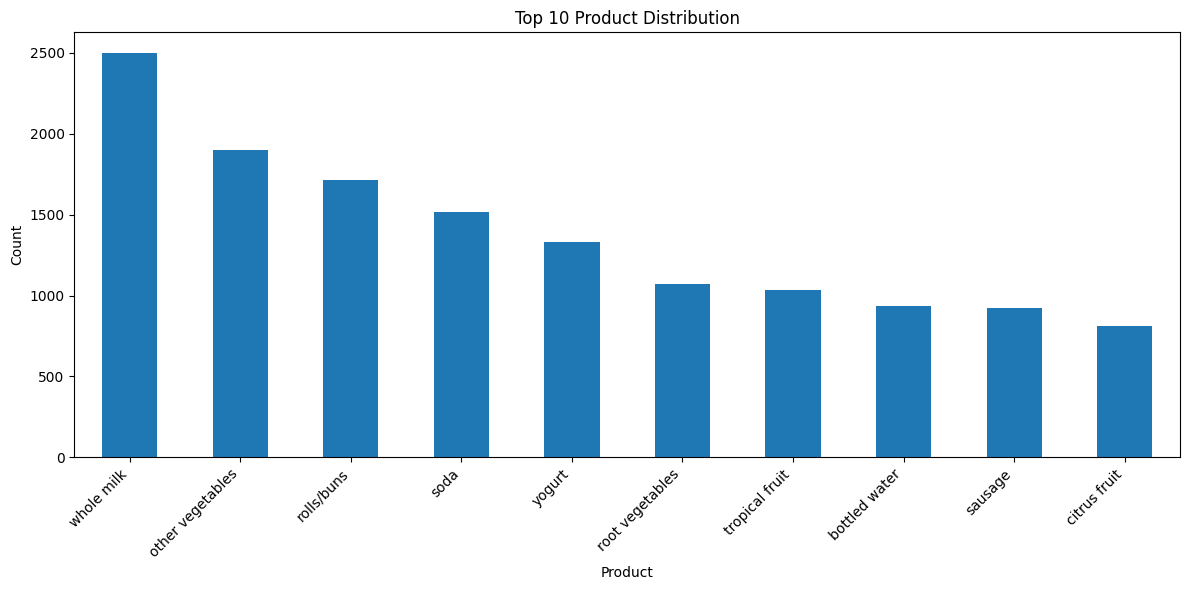 Top 10 Product Distribution
2500
2000
1500
1000
500
0
Count
whole milk
other vegetables
rolls/buns
soda
yogurt
root vegetables
tropical fruit
bottled water
sausage
citrus fruit
Product